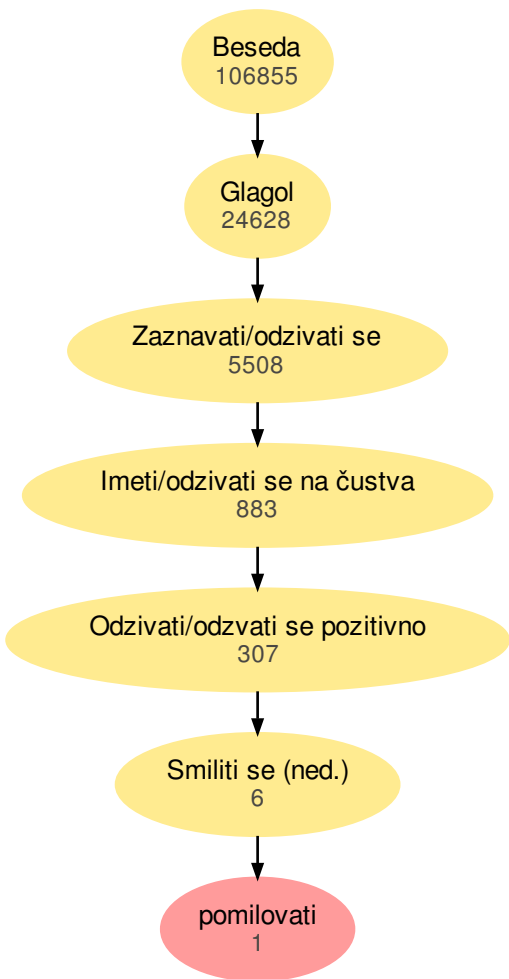 Beseda
106855
Glagol
24628
Zaznavati/odzivati se
5508
Imeti/odzivati se na čustva
883
Odzivati/odzvati se pozitivno
307
Smiliti se (ned.)
6
pomilovati
1